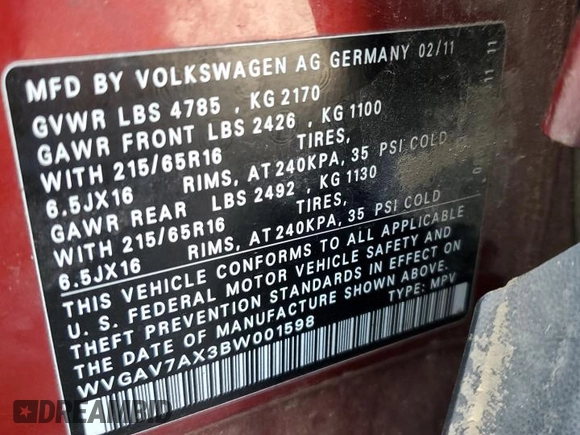 MFD BY VOLKSWAGEN AG GERMANY 02/11
GVWR LBS 4785 , KG 2170
GAWR FRONT LBS 2426 , KG 1100
WITH 215/65R16 TIRES,
6.5JX16 RIMS, AT 240KPA, 35 PSI COLD
GAWR REAR LBS 2492 , KG 1130
WITH 215/65R16 TIRES,
6.5JX16 RIMS, AT 240KPA, 35 PSI COLD
THIS VEHICLE CONFORMS TO ALL APPLICABLE
U. S. FEDERAL MOTOR VEHICLE SAFETY AND
THEFT PREVENTION STANDARDS IN EFFECT ON
THE DATE OF MANUFACTURE SHOWN ABOVE.
WVGAV7AX3BW001598 TYPE: MPV
DREAMBID